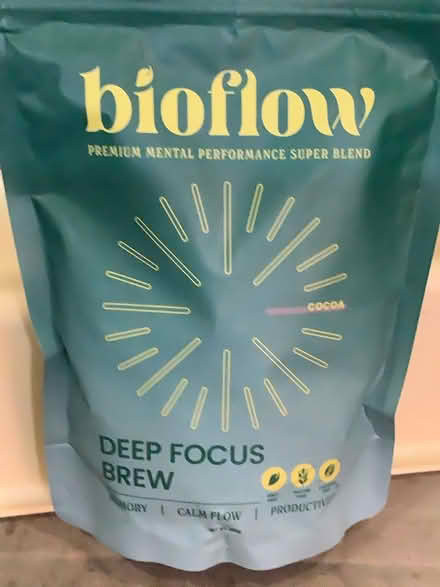 bioflow
PREMIUM MENTAL PERFORMANCE SUPER BLEND
COCOA
DEEP FOCUS
BREW
CALM FLOW |